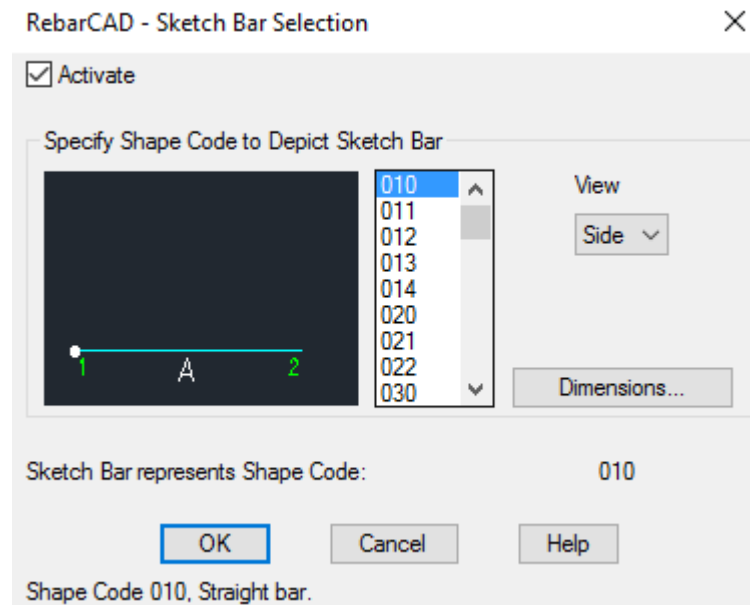 RebarCAD - Sketch Bar Selection
Activate
Specify Shape Code to Depict Sketch Bar
1 A 2
010
011
012
013
014
020
021
022
030
View
Side
Dimensions...
Sketch Bar represents Shape Code: 010
OK Cancel Help
Shape Code 010, Straight bar.